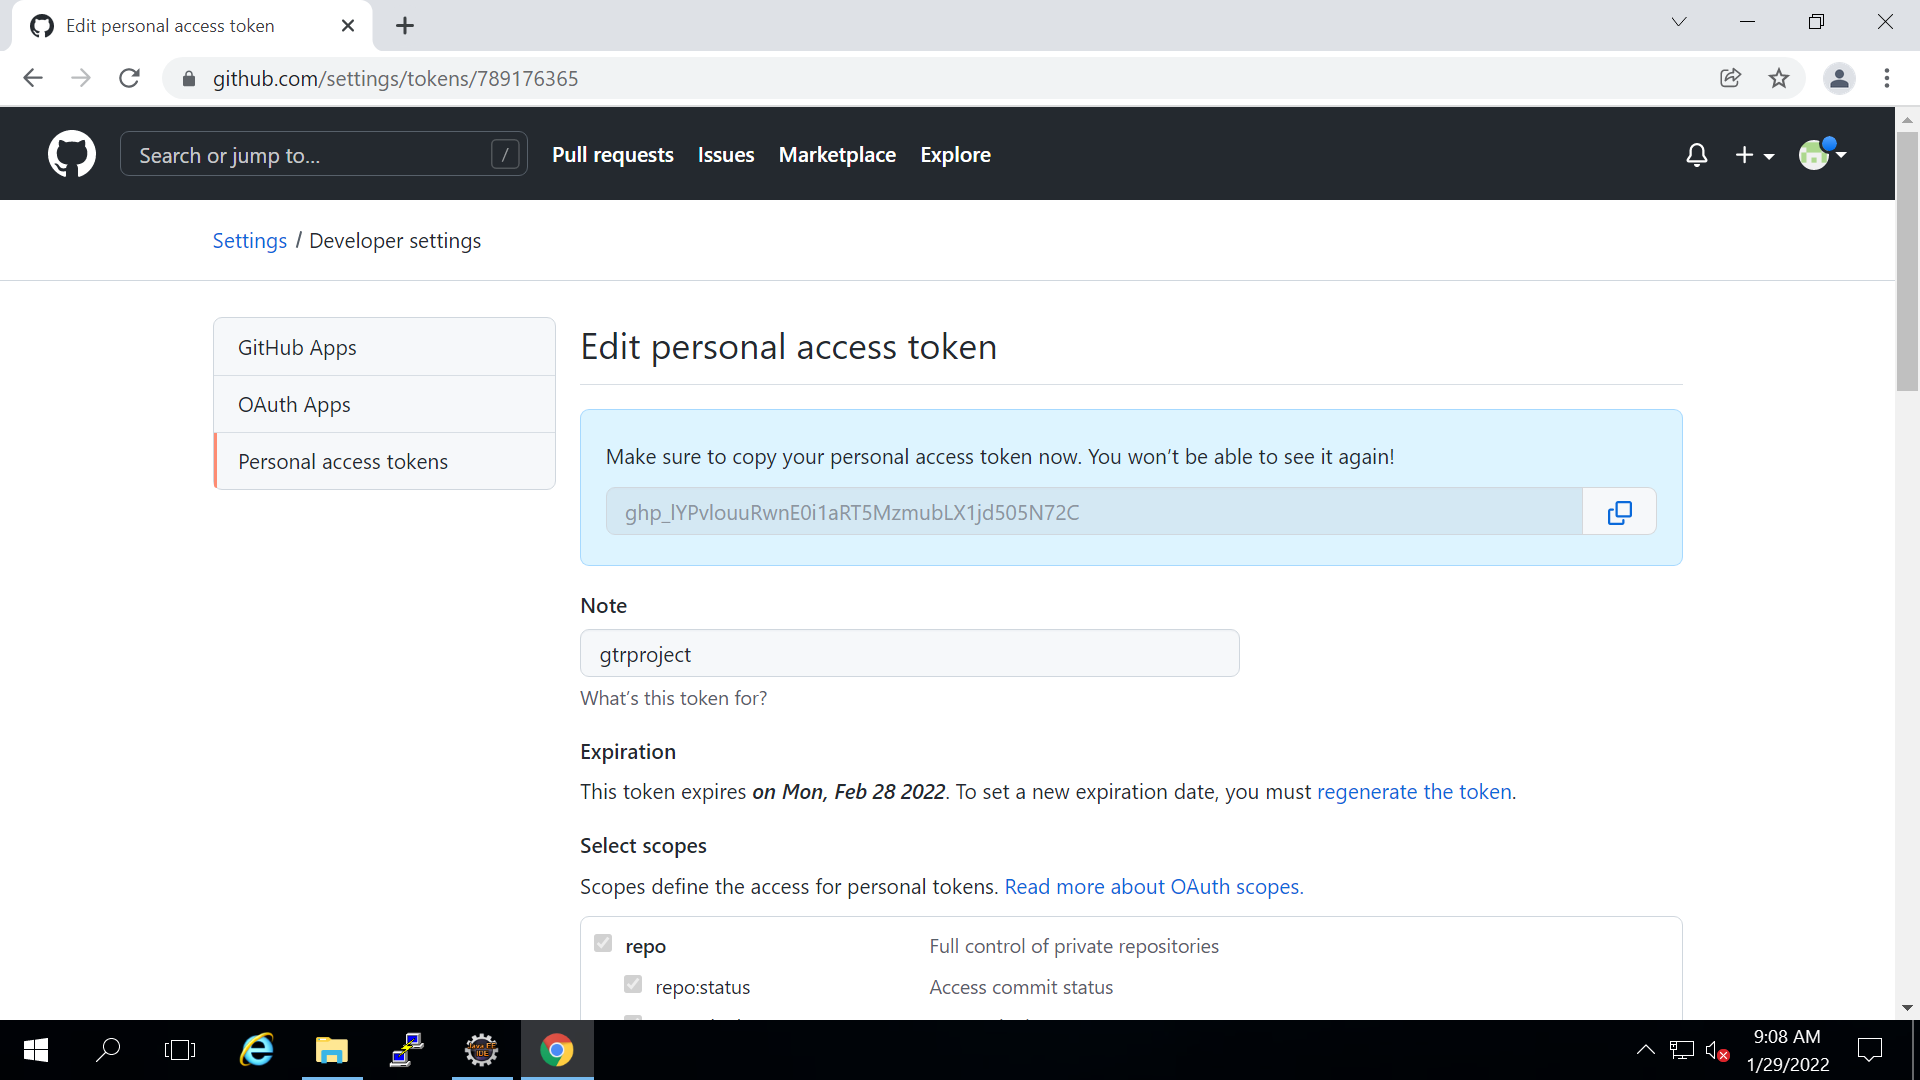 Edit personal access token
github.com/settings/tokens/789176365
Search or jump to... /
Pull requests Issues Marketplace Explore
Settings / Developer settings
GitHub Apps
OAuth Apps
Personal access tokens
Edit personal access token
Make sure to copy your personal access token now. You won't be able to see it again!
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
Note
gtrproject
What's this token for?
Expiration
This token expires on Mon, Feb 28 2022. To set a new expiration date, you must regenerate the token.
Select scopes
Scopes define the access for personal tokens. Read more about OAuth scopes.
repo Full control of private repositories
repo:status Access commit status
Java EE
IDE
9:08 AM
1/29/2022